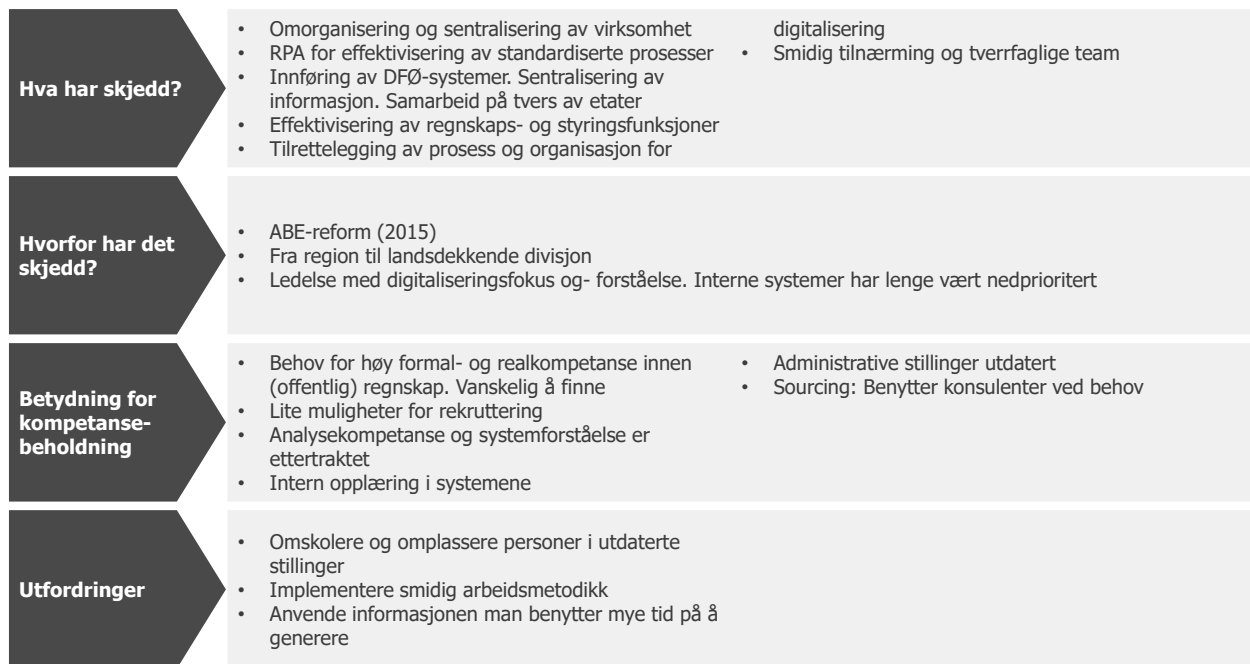 Hva har skjedd?
• Omorganisering og sentralisering av virksomhet
• RPA for effektivisering av standardiserte prosesser
• Innføring av DFØ-systemer. Sentralisering av
informasjon. Samarbeid på tvers av etater
• Effektivisering av regnskaps- og styringsfunksjoner
• Tilrettelegging av prosess og organisasjon for
digitalisering
• Smidig tilnærming og tverrfaglige team
Hvorfor har det
skjedd?
• ABE-reform (2015)
• Fra region til landsdekkende divisjon
• Ledelse med digitaliseringsfokus og- forståelse. Interne systemer har lenge vært nedprioritert
Betydning for
kompetanse-
beholdning
• Behov for høy formal- og realkompetanse innen
(offentlig) regnskap. Vanskelig å finne
• Lite muligheter for rekruttering
• Analysekompetanse og systemforståelse er
ettertraktet
• Intern opplæring i systemene
• Administrative stillinger utdatert
• Sourcing: Benytter konsulenter ved behov
Utfordringer
• Omskolere og omplassere personer i utdaterte
stillinger
• Implementere smidig arbeidsmetodikk
• Anvende informasjonen man benytter mye tid på å
generere